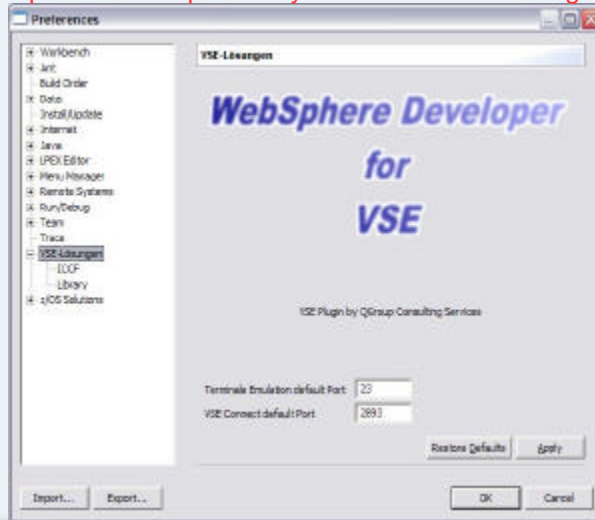 Preferences
Workbench
Ant
Build Order
Data
Install/Update
Internet
Java
LPEX Editor
Menu Manager
Remote Systems
Run/Debug
Team
Trace
VSE-Lösungen
ICCF
Library
z/OS Solutions
VSE-Lösungen
WebSphere Developer
for
VSE
VSE Plugin by QGroup Consulting Services
Terminale Emulation default Port 23
VSE Connect default Port 2893
Restore Defaults Apply
Import... Export... OK Cancel